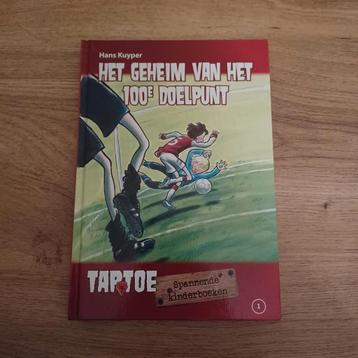 Hans Kuyper
HET GEHEIM VAN HET
100E DOELPUNT
TAPTOE
Spannende
kinderboeken
1